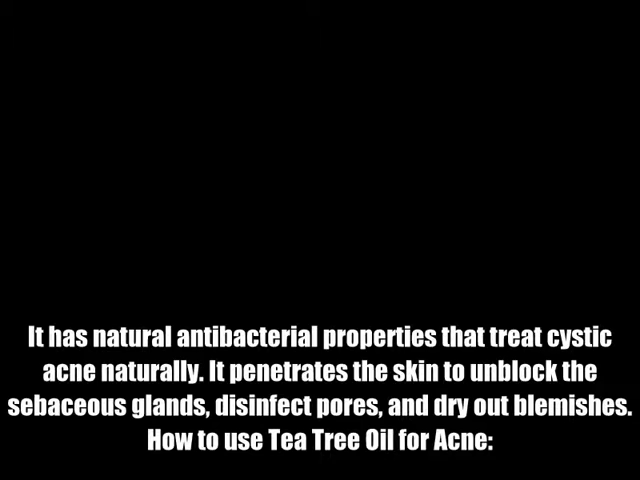 It has natural antibacterial properties that treat cystic
acne naturally. It penetrates the skin to unblock the
sebaceous glands, disinfect pores, and dry out blemishes.
How to use Tea Tree Oil for Acne: